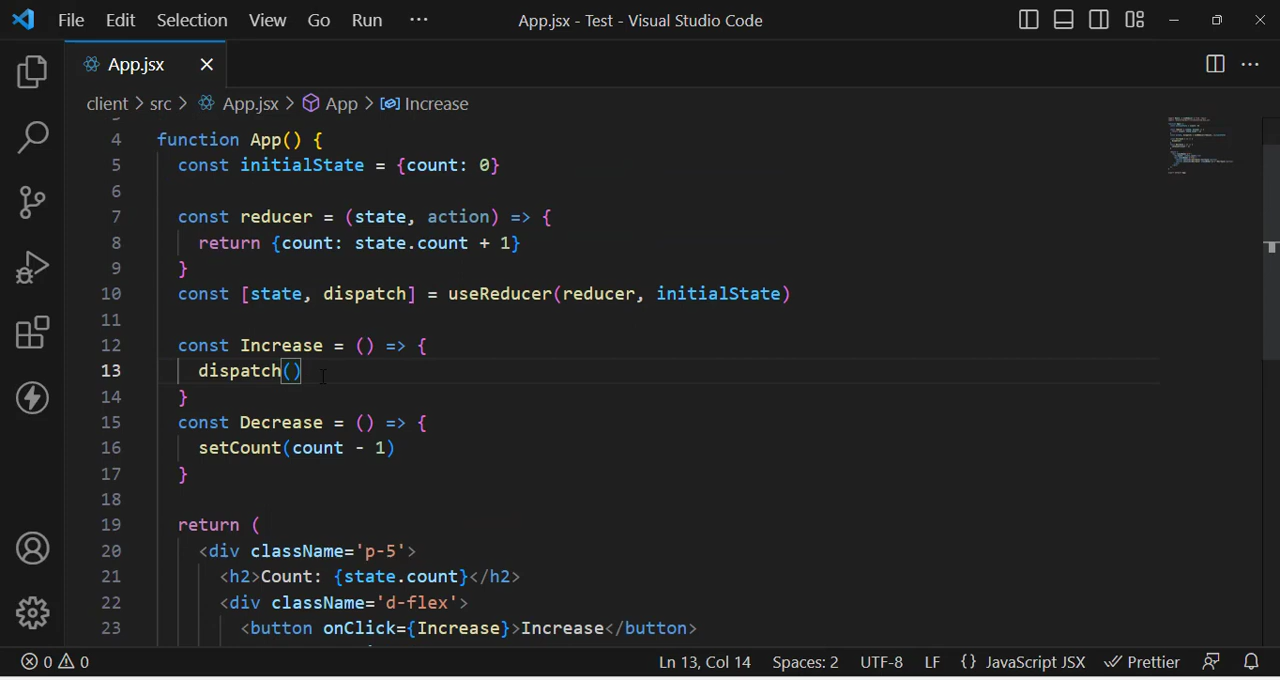 File Edit Selection View Go Run ··· App.jsx - Test - Visual Studio Code
App.jsx
client > src > App.jsx > App > Increase
4 function App() {
5 const initialState = {count: 0}
6
7 const reducer = (state, action) => {
8 return {count: state.count + 1}
9 }
10 const [state, dispatch] = useReducer(reducer, initialState)
11
12 const Increase = () => {
13 dispatch()
14 }
15 const Decrease = () => {
16 setCount(count - 1)
17 }
18
19 return (
20 <div className='p-5'>
21 <h2>Count: {state.count}</h2>
22 <div className='d-flex'>
23 <button onClick={Increase}>Increase</button>
0 0 Ln 13, Col 14 Spaces: 2 UTF-8 LF {} JavaScript JSX Prettier